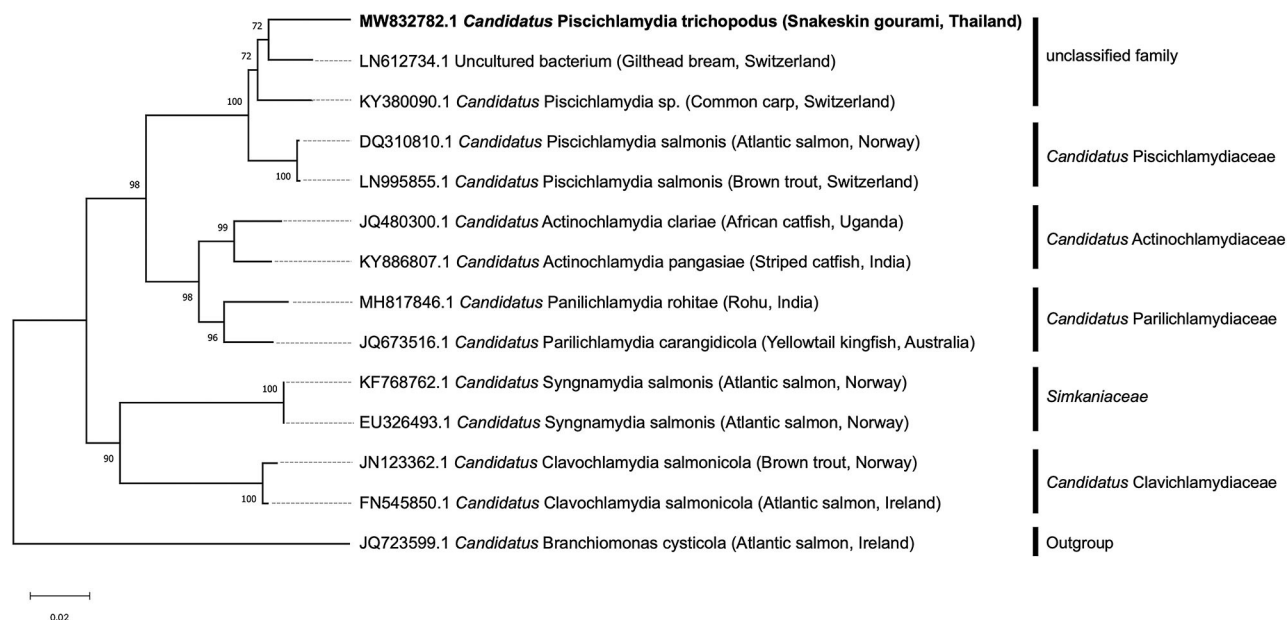 72
MW832782.1 Candidatus Piscichlamydia trichopodus (Snakeskin gourami, Thailand)
72
LN612734.1 Uncultured bacterium (Gilthead bream, Switzerland)
unclassified family
100
KY380090.1 Candidatus Piscichlamydia sp. (Common carp, Switzerland)
DQ310810.1 Candidatus Piscichlamydia salmonis (Atlantic salmon, Norway)
Candidatus Piscichlamydiaceae
100
LN995855.1 Candidatus Piscichlamydia salmonis (Brown trout, Switzerland)
98
99
JQ480300.1 Candidatus Actinochlamydia clariae (African catfish, Uganda)
Candidatus Actinochlamydiaceae
KY886807.1 Candidatus Actinochlamydia pangasiae (Striped catfish, India)
98
MH817846.1 Candidatus Panilichlamydia rohitae (Rohu, India)
Candidatus Parilichlamydiaceae
96
JQ673516.1 Candidatus Parilichlamydia carangidicola (Yellowtail kingfish, Australia)
100
KF768762.1 Candidatus Syngnamydia salmonis (Atlantic salmon, Norway)
Simkaniaceae
EU326493.1 Candidatus Syngnamydia salmonis (Atlantic salmon, Norway)
90
JN123362.1 Candidatus Clavochlamydia salmonicola (Brown trout, Norway)
Candidatus Clavichlamydiaceae
100
FN545850.1 Candidatus Clavochlamydia salmonicola (Atlantic salmon, Ireland)
JQ723599.1 Candidatus Branchiomonas cysticola (Atlantic salmon, Ireland)
Outgroup
0.02